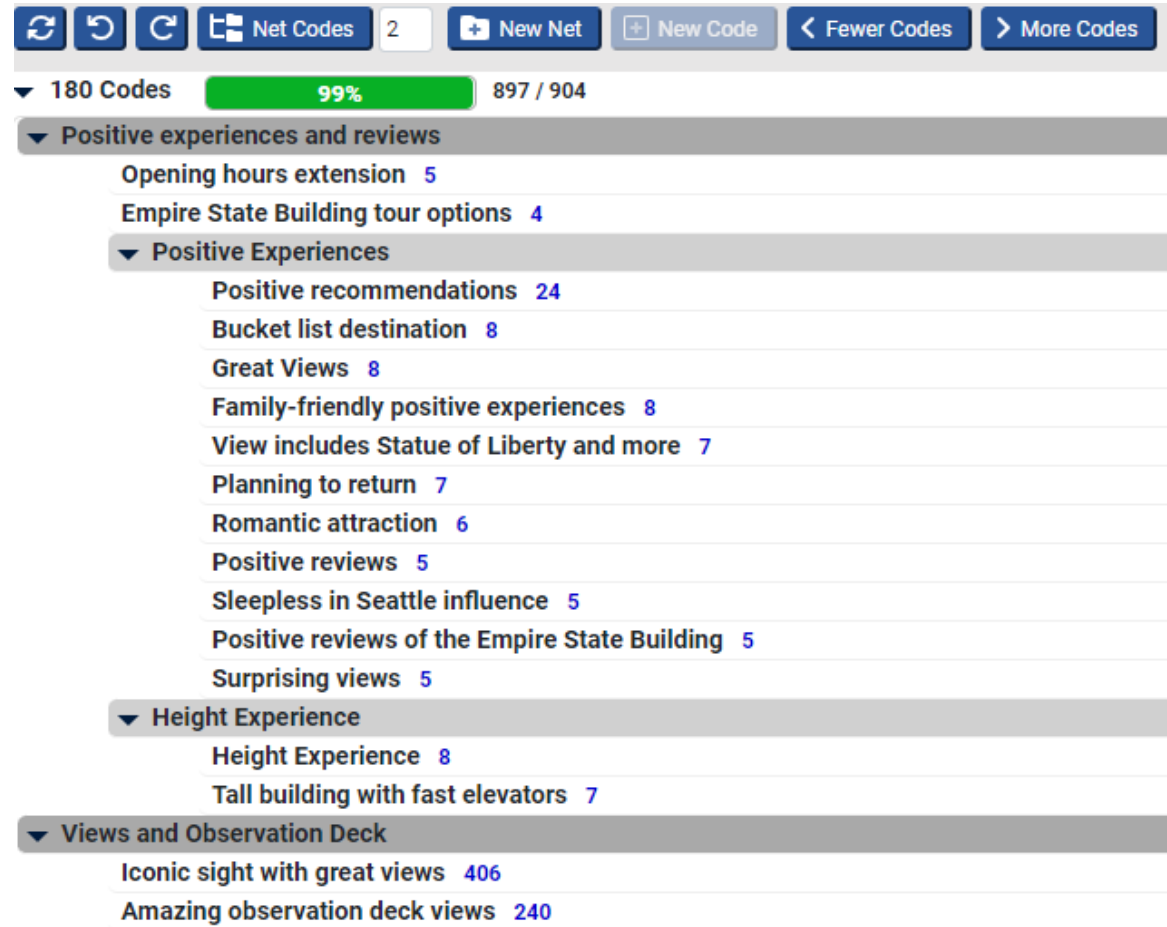 Net Codes 2 New Net New Code Fewer Codes More Codes
180 Codes 99% 897 / 904
Positive experiences and reviews
Opening hours extension 5
Empire State Building tour options 4
Positive Experiences
Positive recommendations 24
Bucket list destination 8
Great Views 8
Family-friendly positive experiences 8
View includes Statue of Liberty and more 7
Planning to return 7
Romantic attraction 6
Positive reviews 5
Sleepless in Seattle influence 5
Positive reviews of the Empire State Building 5
Surprising views 5
Height Experience
Height Experience 8
Tall building with fast elevators 7
Views and Observation Deck
Iconic sight with great views 406
Amazing observation deck views 240